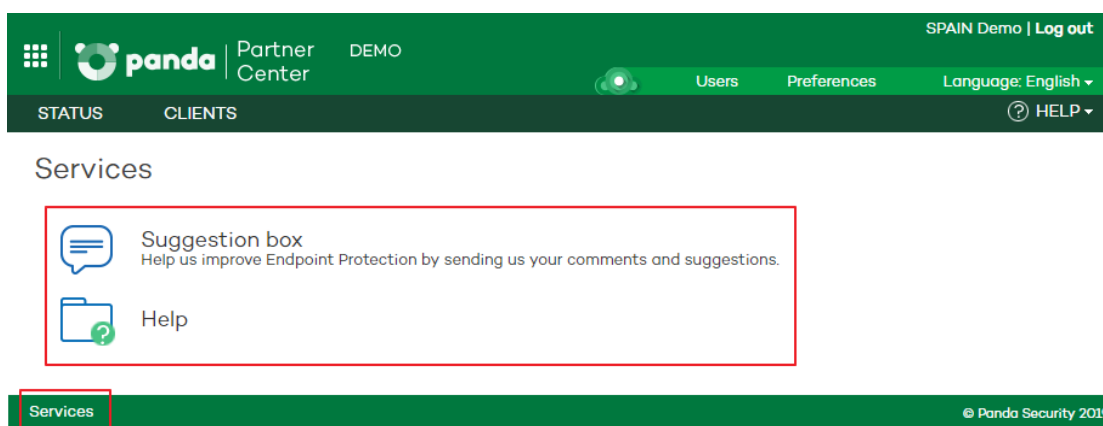 SPAIN Demo | Log out
panda | Partner Center DEMO
Users Preferences Language: English
STATUS CLIENTS HELP
Services
Suggestion box
Help us improve Endpoint Protection by sending us your comments and suggestions.
Help
Services © Panda Security 2019